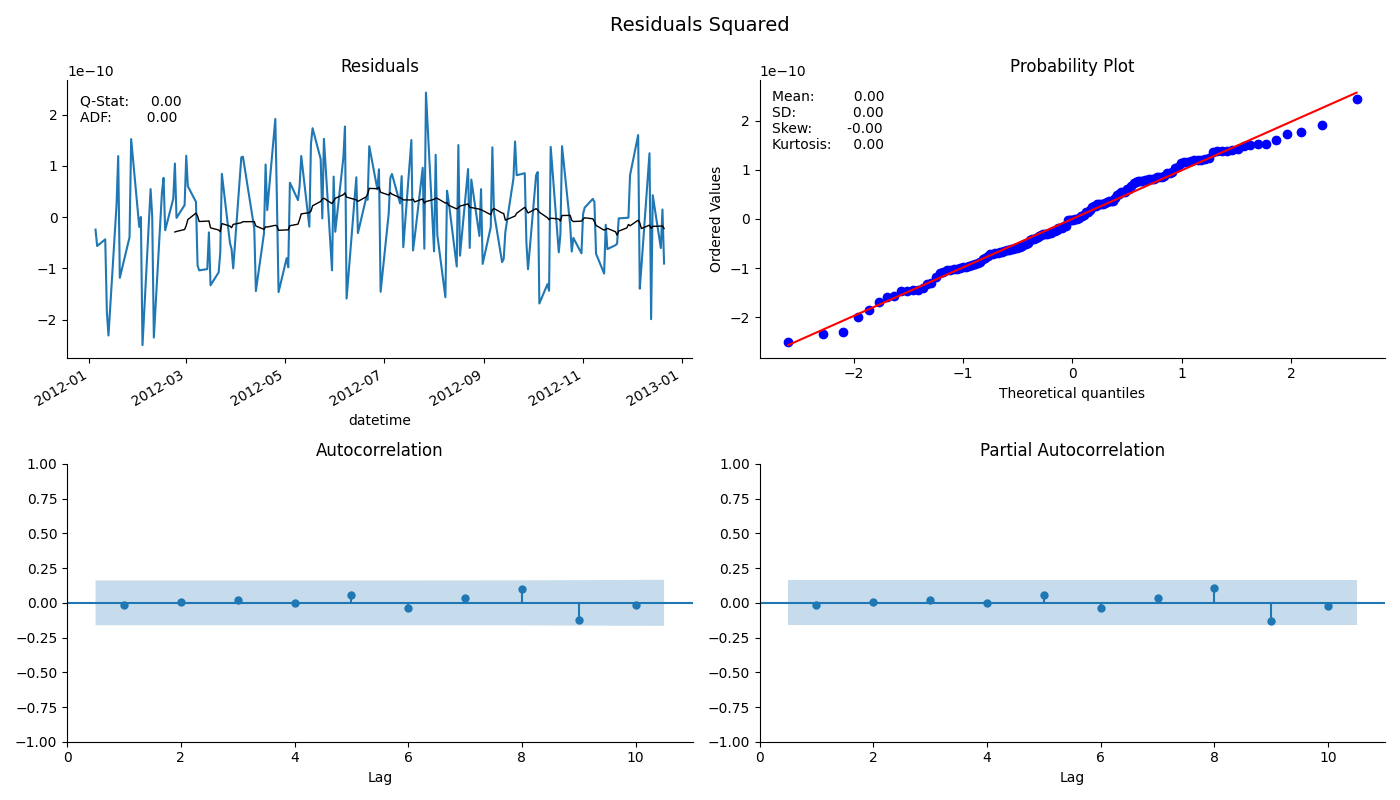 Residuals Squared
Residuals
1e−10
Q-Stat: 0.00
ADF: 0.00
2
1
0
−1
−2
2012-01
2012-03
2012-05
2012-07
2012-09
2012-11
2013-01
datetime
Probability Plot
1e−10
Mean: 0.00
SD: 0.00
Skew: -0.00
Kurtosis: 0.00
Ordered Values
2
1
0
−1
−2
−2
−1
0
1
2
Theoretical quantiles
Autocorrelation
1.00
0.75
0.50
0.25
0.00
−0.25
−0.50
−0.75
−1.00
0
2
4
6
8
10
Lag
Partial Autocorrelation
1.00
0.75
0.50
0.25
0.00
−0.25
−0.50
−0.75
−1.00
0
2
4
6
8
10
Lag